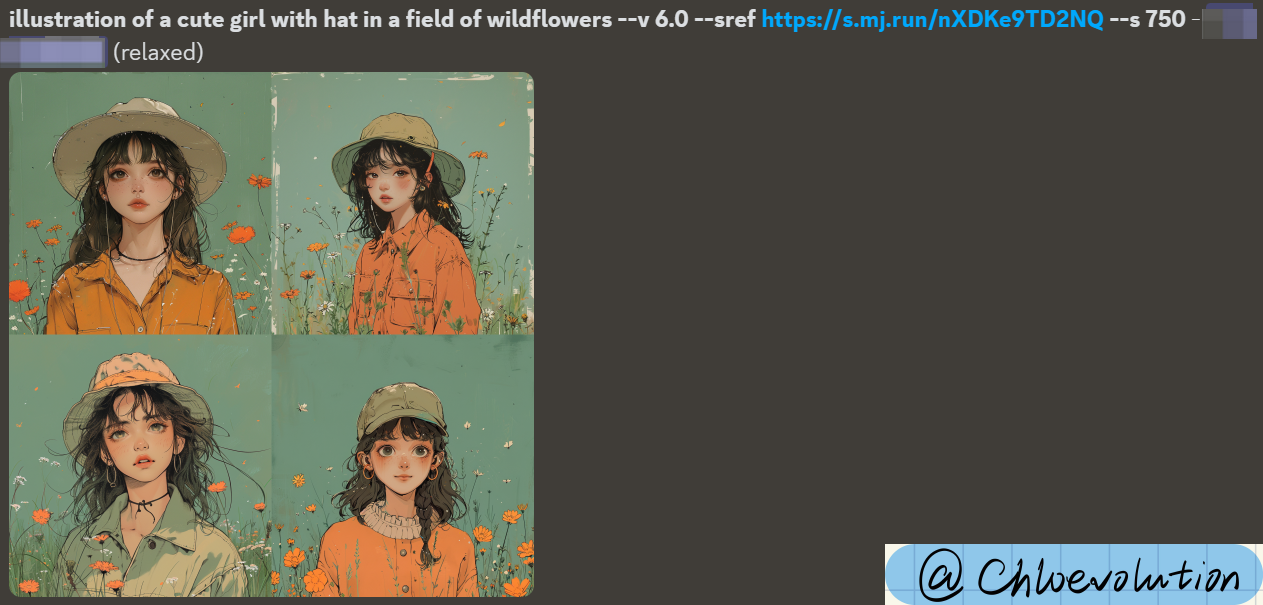 illustration of a cute girl with hat in a field of wildflowers --v 6.0 --sref https://s.mj.run/nXDKe9TD2NQ --s 750 -
(relaxed)
@ Chloevolution